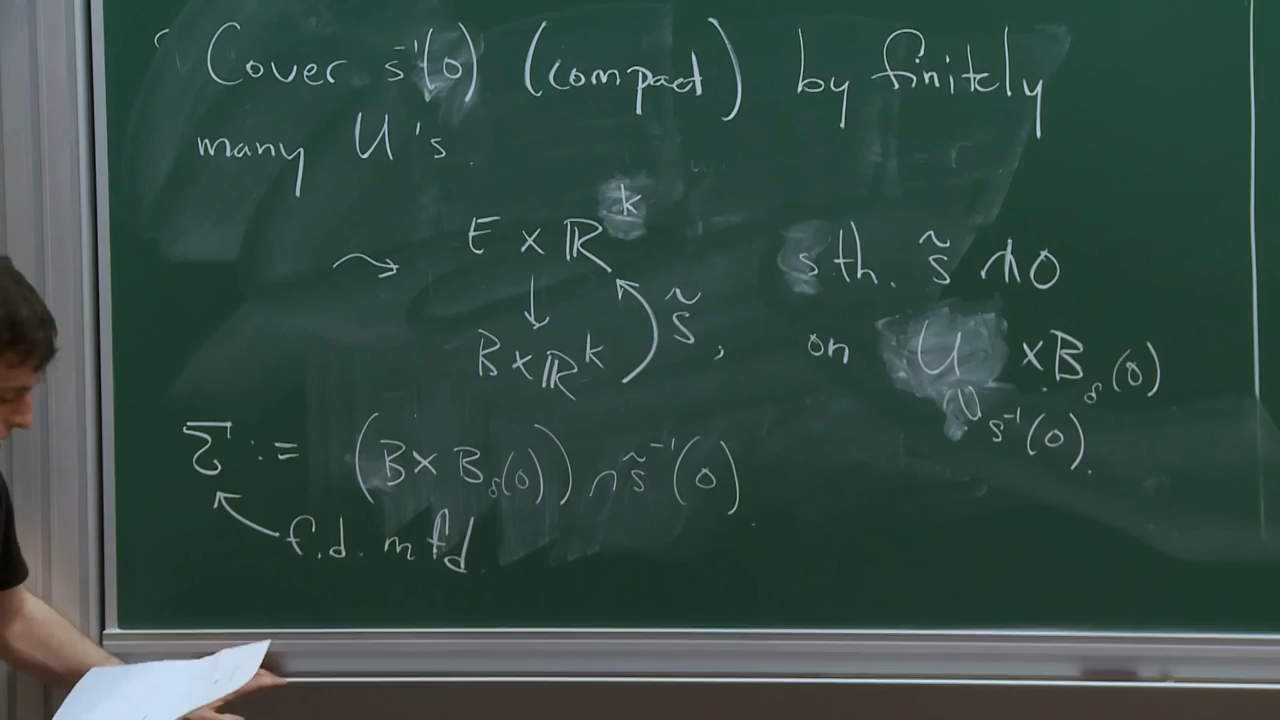 Cover s⁻¹(0) (compact) by finitely
many U's.
⇝ E × ℝᵏ
↓
B × ℝᵏ s̃,
s.th. s̃ ⋔ 0
on U × B_δ(0)
∪ s⁻¹(0).
Σ := (B × B_δ(0)) ∩ s̃⁻¹(0).
f.d. mfd